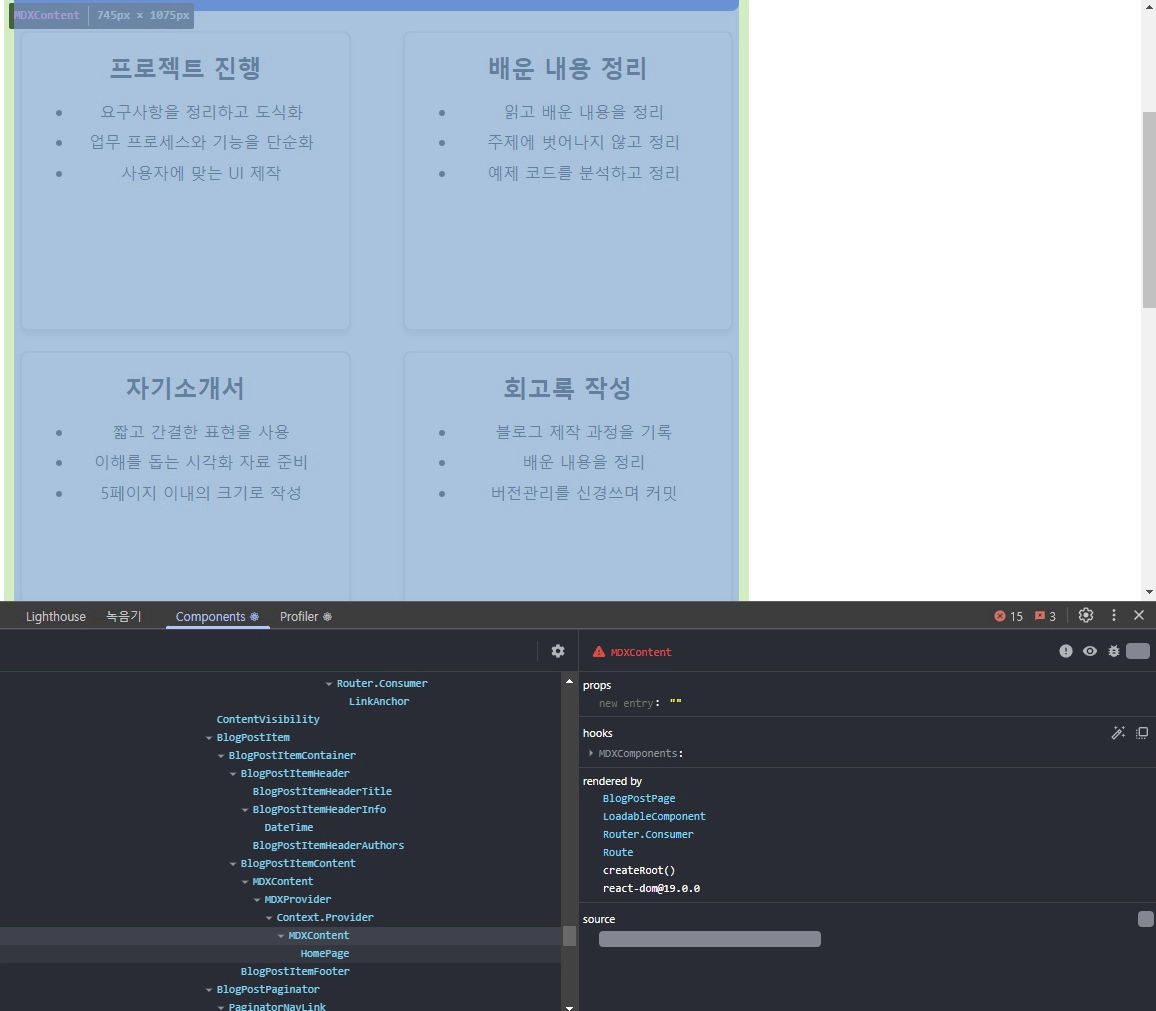 MDXContent 745px × 1075px
프로젝트 진행
요구사항을 정리하고 도식화
업무 프로세스와 기능을 단순화
사용자에 맞는 UI 제작
배운 내용 정리
읽고 배운 내용을 정리
주제에 벗어나지 않고 정리
예제 코드를 분석하고 정리
자기소개서
짧고 간결한 표현을 사용
이해를 돕는 시각화 자료 준비
5페이지 이내의 크기로 작성
회고록 작성
블로그 제작 과정을 기록
배운 내용을 정리
버전관리를 신경쓰며 커밋
Lighthouse 녹음기 Components Profiler 15 3
Router.Consumer
LinkAnchor
ContentVisibility
BlogPostItem
BlogPostItemContainer
BlogPostItemHeader
BlogPostItemHeaderTitle
BlogPostItemHeaderInfo
DateTime
BlogPostItemHeaderAuthors
BlogPostItemContent
MDXContent
MDXProvider
Context.Provider
MDXContent
HomePage
BlogPostItemFooter
BlogPostPaginator
PaginatorNavLink
MDXContent
props
new entry: ""
hooks
MDXComponents:
rendered by
BlogPostPage
LoadableComponent
Router.Consumer
Route
createRoot()
react-dom@19.0.0
source